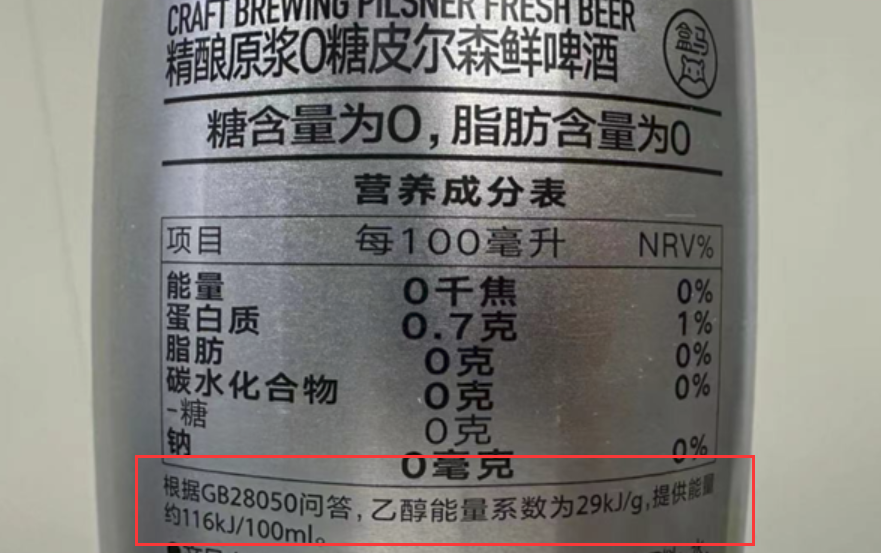 CRAFT BREWING PILSNER FRESH BEER
精酿原浆0糖皮尔森鲜啤酒
盒马
糖含量为0,脂肪含量为0
营养成分表
项目 每100毫升 NRV%
能量 0千焦 0%
蛋白质 0.7克 1%
脂肪 0克 0%
碳水化合物 0克 0%
-糖 0克
钠 0毫克 0%
根据GB28050问答,乙醇能量系数为29kJ/g,提供能量
约116kJ/100ml。